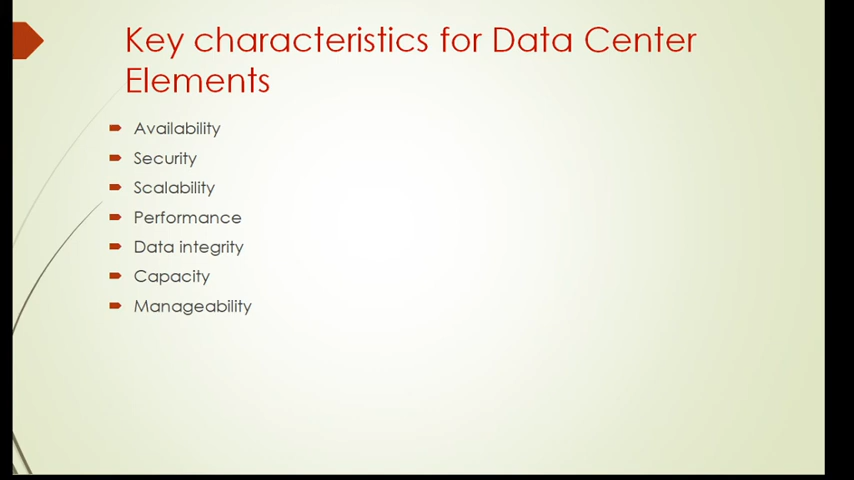 Key characteristics for Data Center
Elements
Availability
Security
Scalability
Performance
Data integrity
Capacity
Manageability